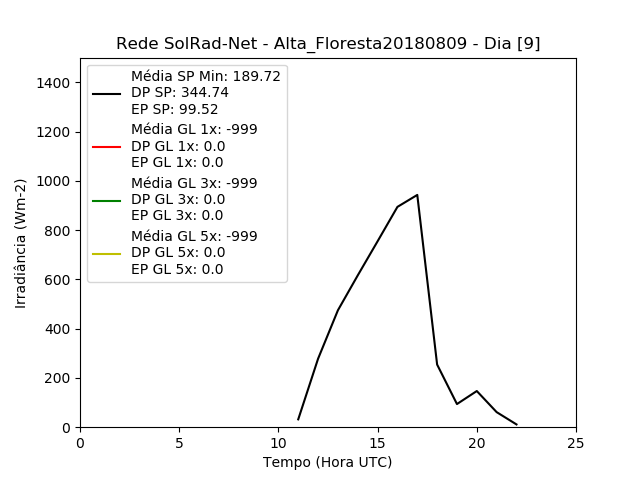 Rede SolRad-Net - Alta_Floresta20180809 - Dia [9]
Irradiância (Wm-2)
1400
1200
1000
800
600
400
200
0
Média SP Min: 189.72
DP SP: 344.74
EP SP: 99.52
Média GL 1x: -999
DP GL 1x: 0.0
EP GL 1x: 0.0
Média GL 3x: -999
DP GL 3x: 0.0
EP GL 3x: 0.0
Média GL 5x: -999
DP GL 5x: 0.0
EP GL 5x: 0.0
0 5 10 15 20 25
Tempo (Hora UTC)